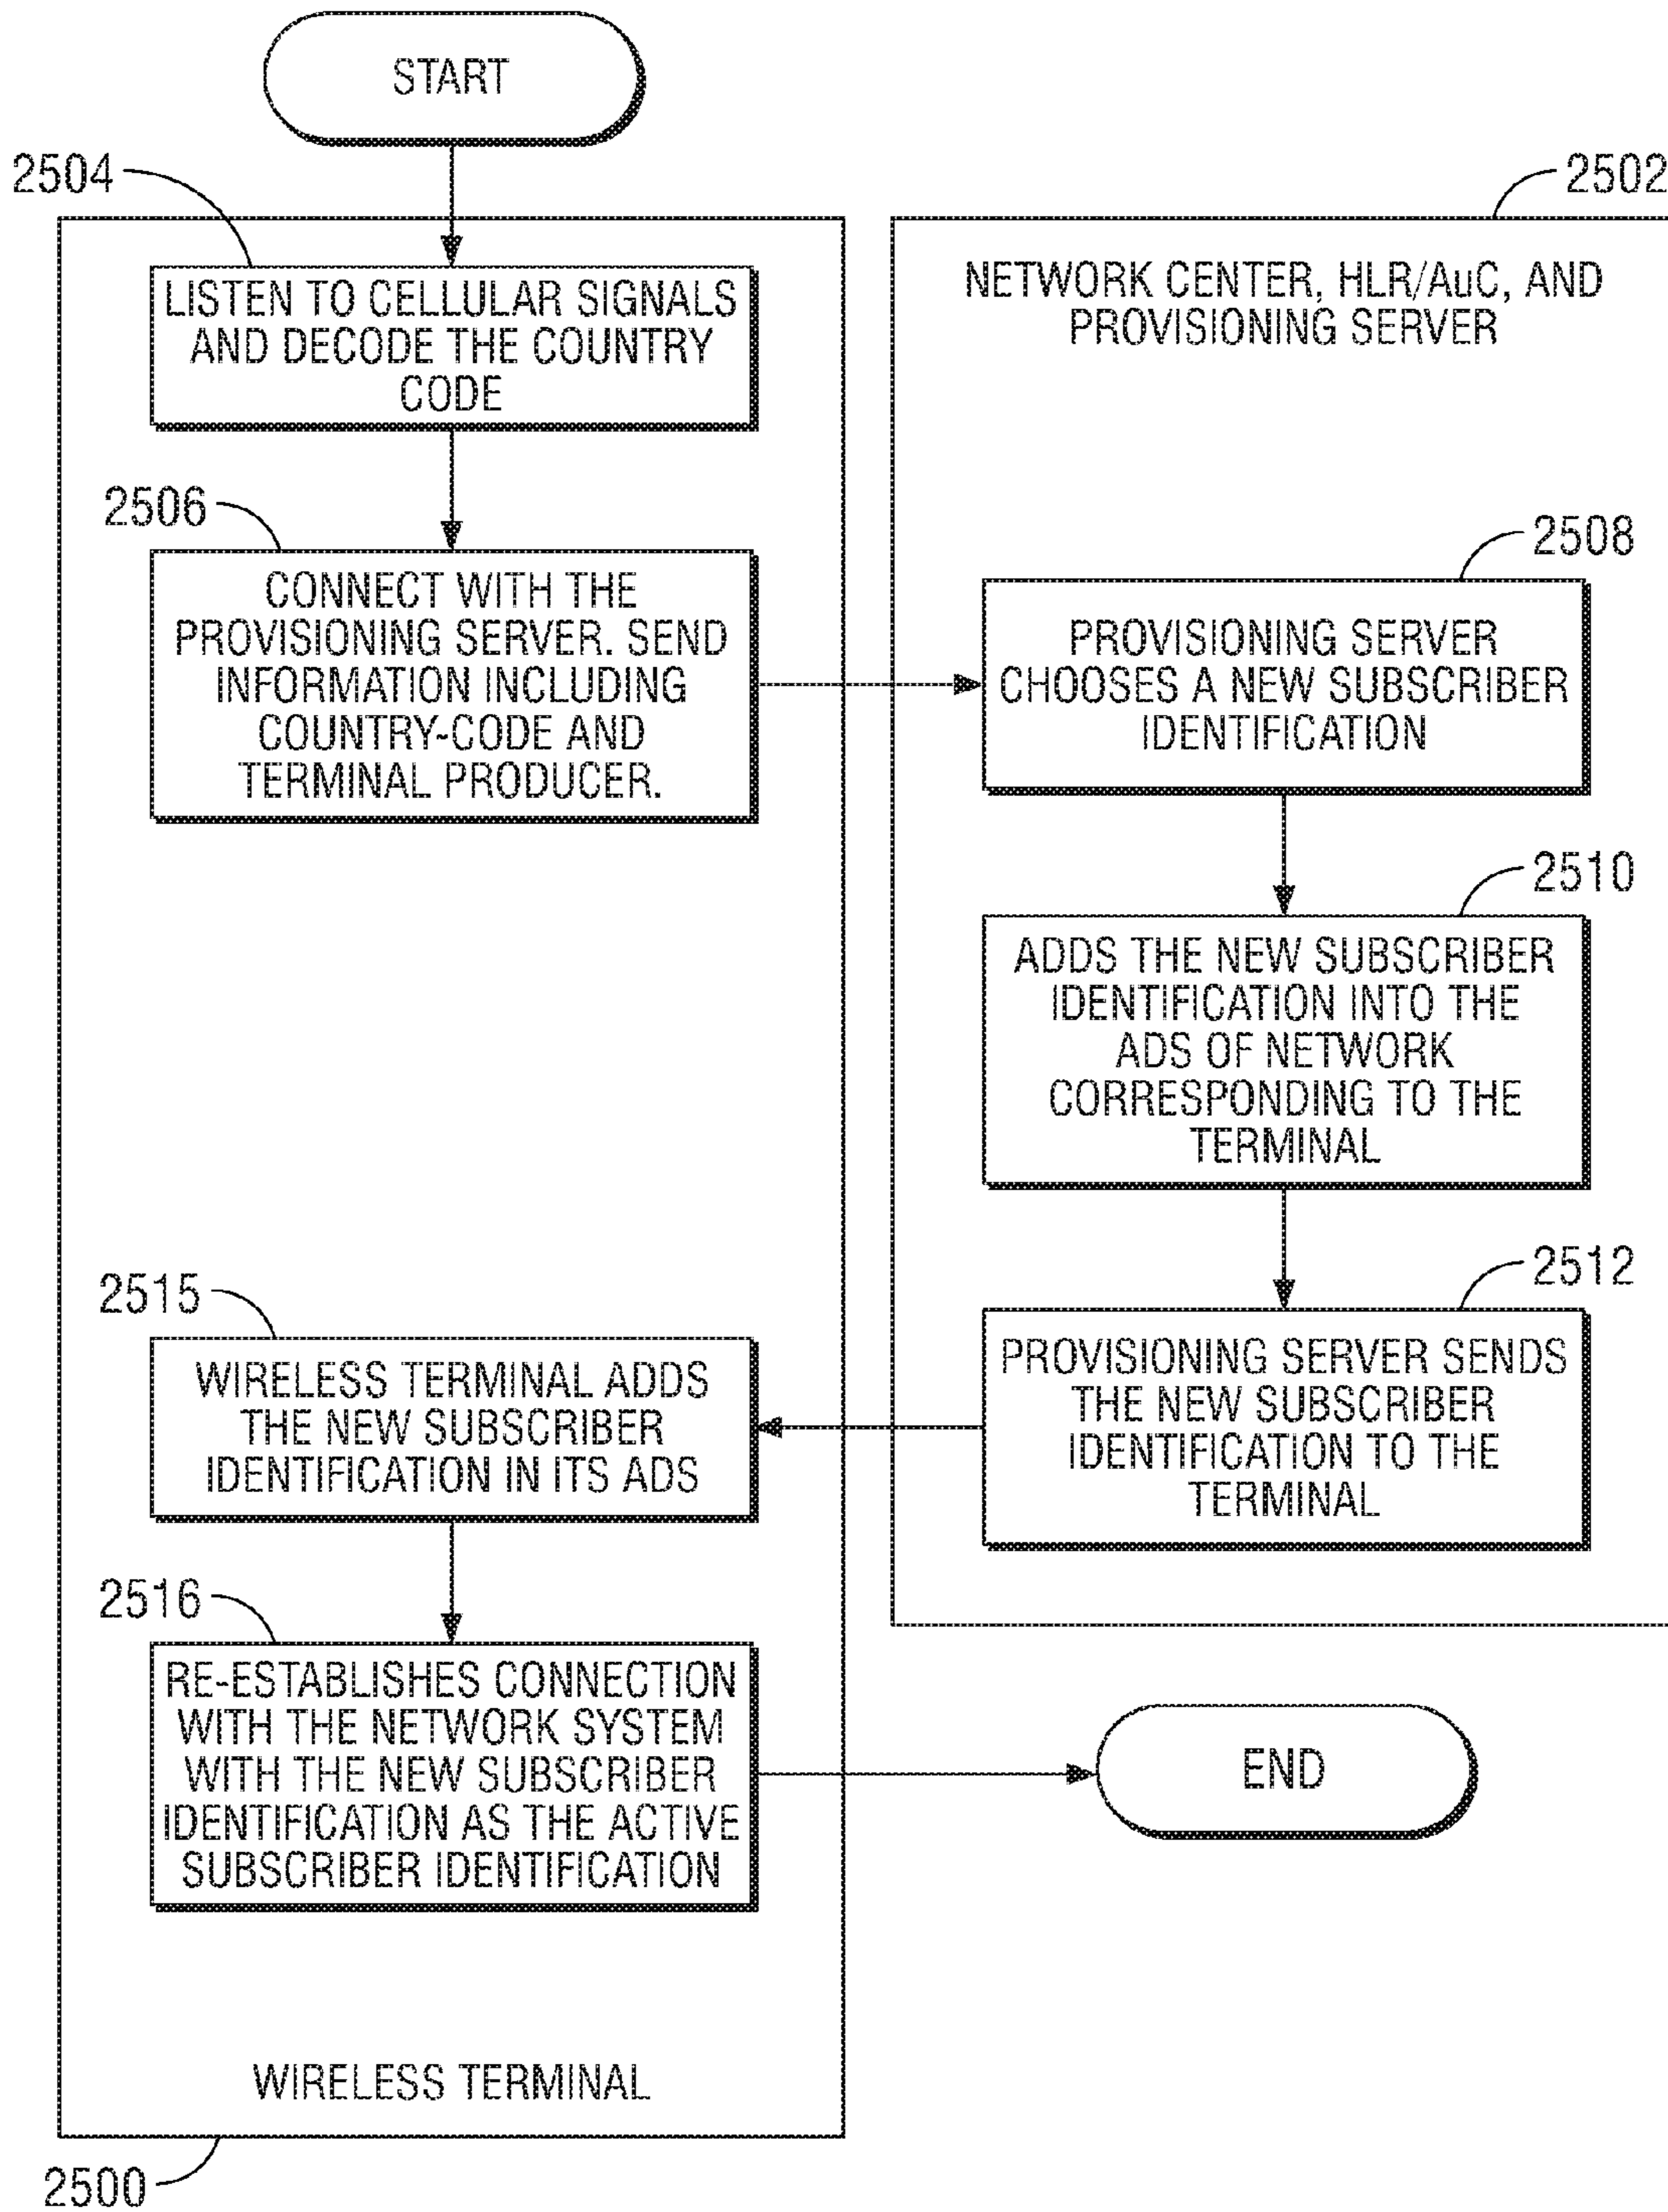 START
2504
2502
LISTEN TO CELLULAR SIGNALS
AND DECODE THE COUNTRY
CODE
NETWORK CENTER, HLR/AuC, AND
PROVISIONING SERVER
2506
CONNECT WITH THE
PROVISIONING SERVER. SEND
INFORMATION INCLUDING
COUNTRY-CODE AND
TERMINAL PRODUCER.
2508
PROVISIONING SERVER
CHOOSES A NEW SUBSCRIBER
IDENTIFICATION
2510
ADDS THE NEW SUBSCRIBER
IDENTIFICATION INTO THE
ADS OF NETWORK
CORRESPONDING TO THE
TERMINAL
2512
PROVISIONING SERVER SENDS
THE NEW SUBSCRIBER
IDENTIFICATION TO THE
TERMINAL
2515
WIRELESS TERMINAL ADDS
THE NEW SUBSCRIBER
IDENTIFICATION IN ITS ADS
2516
RE-ESTABLISHES CONNECTION
WITH THE NETWORK SYSTEM
WITH THE NEW SUBSCRIBER
IDENTIFICATION AS THE ACTIVE
SUBSCRIBER IDENTIFICATION
END
WIRELESS TERMINAL
2500